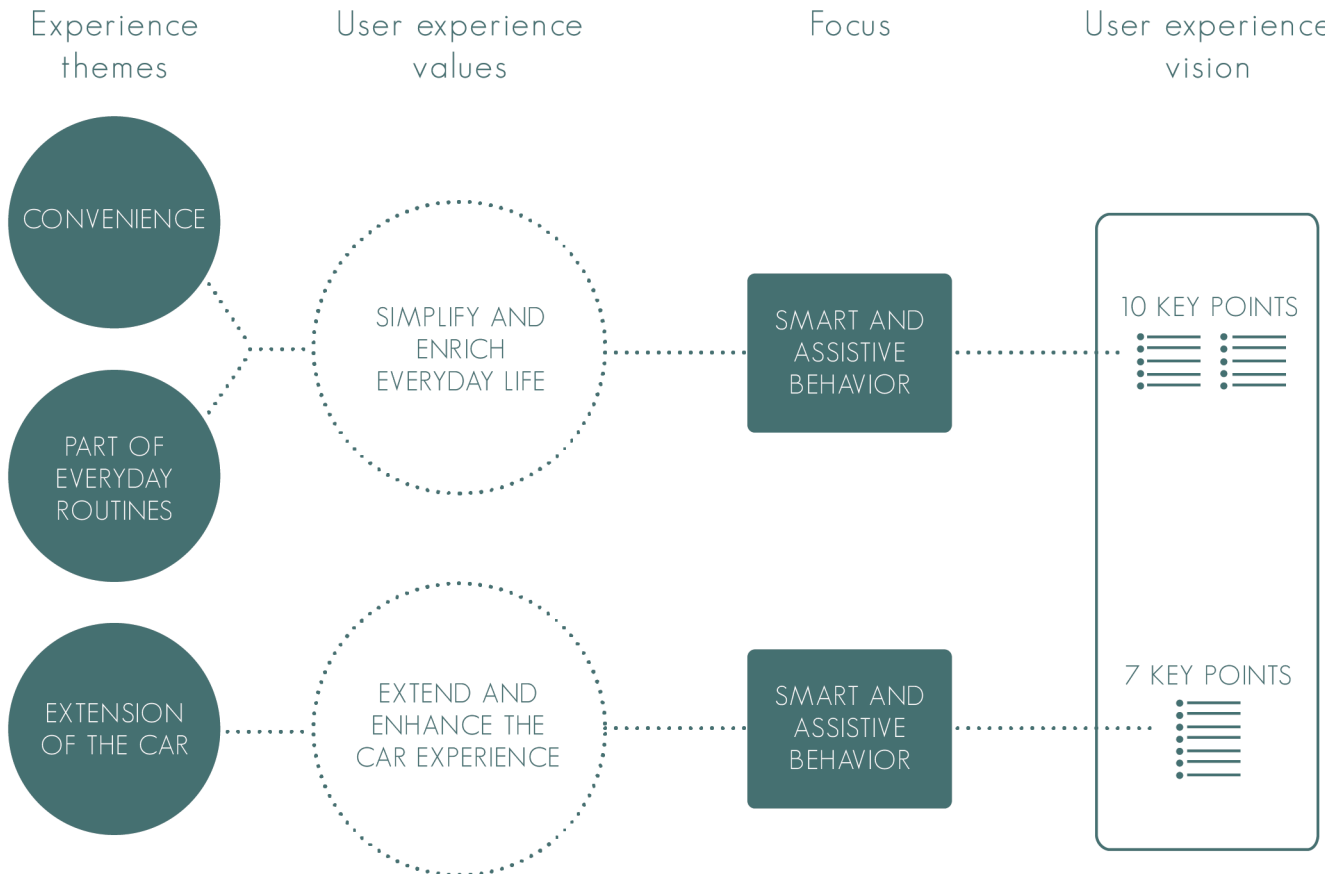 Experience
themes
User experience
values
Focus
User experience
vision
CONVENIENCE
PART OF
EVERYDAY
ROUTINES
EXTENSION
OF THE CAR
SIMPLIFY AND
ENRICH
EVERYDAY LIFE
EXTEND AND
ENHANCE THE
CAR EXPERIENCE
SMART AND
ASSISTIVE
BEHAVIOR
SMART AND
ASSISTIVE
BEHAVIOR
10 KEY POINTS
7 KEY POINTS